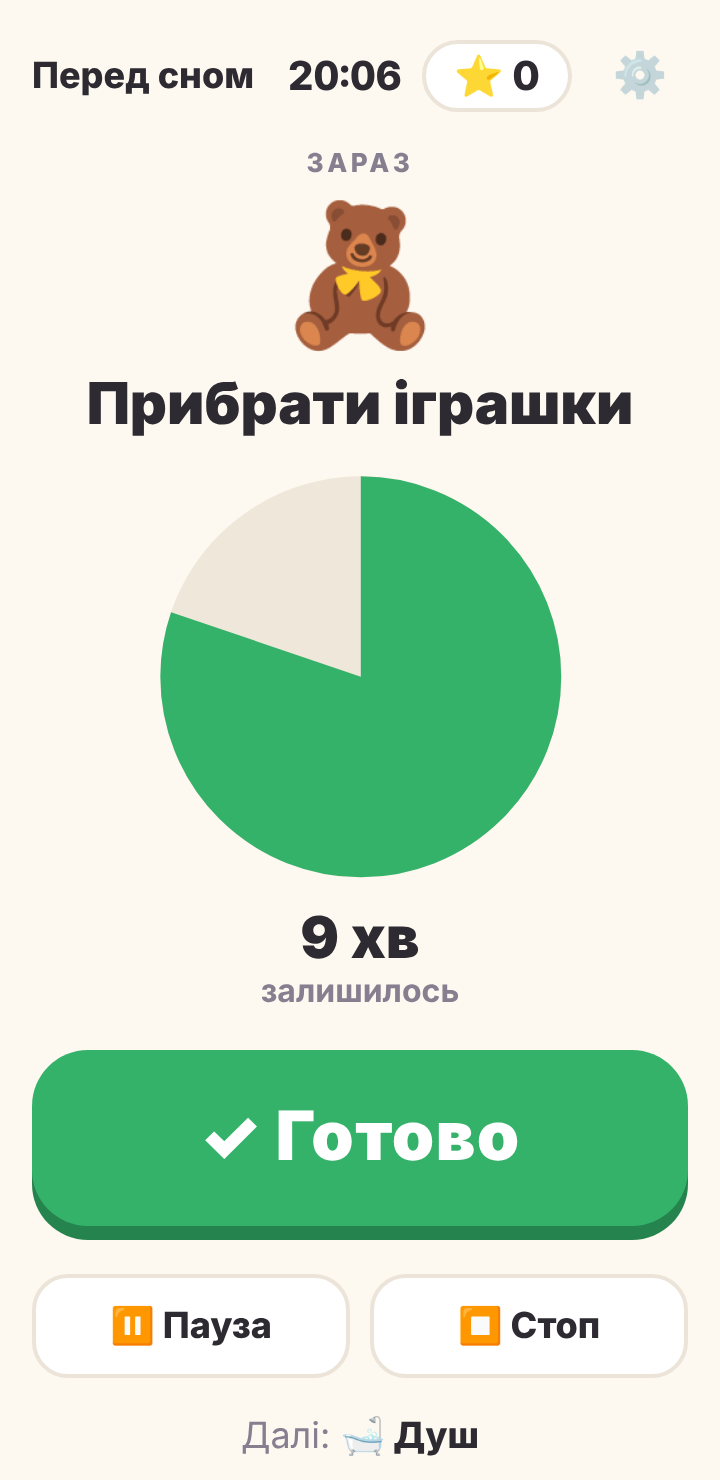 Перед сном 20:06 ⭐ 0 ⚙️
ЗАРАЗ
Прибрати іграшки
9 хв
залишилось
✔ Готово
⏸️ Пауза ⏹️ Стоп
Далі: 🛁 Душ